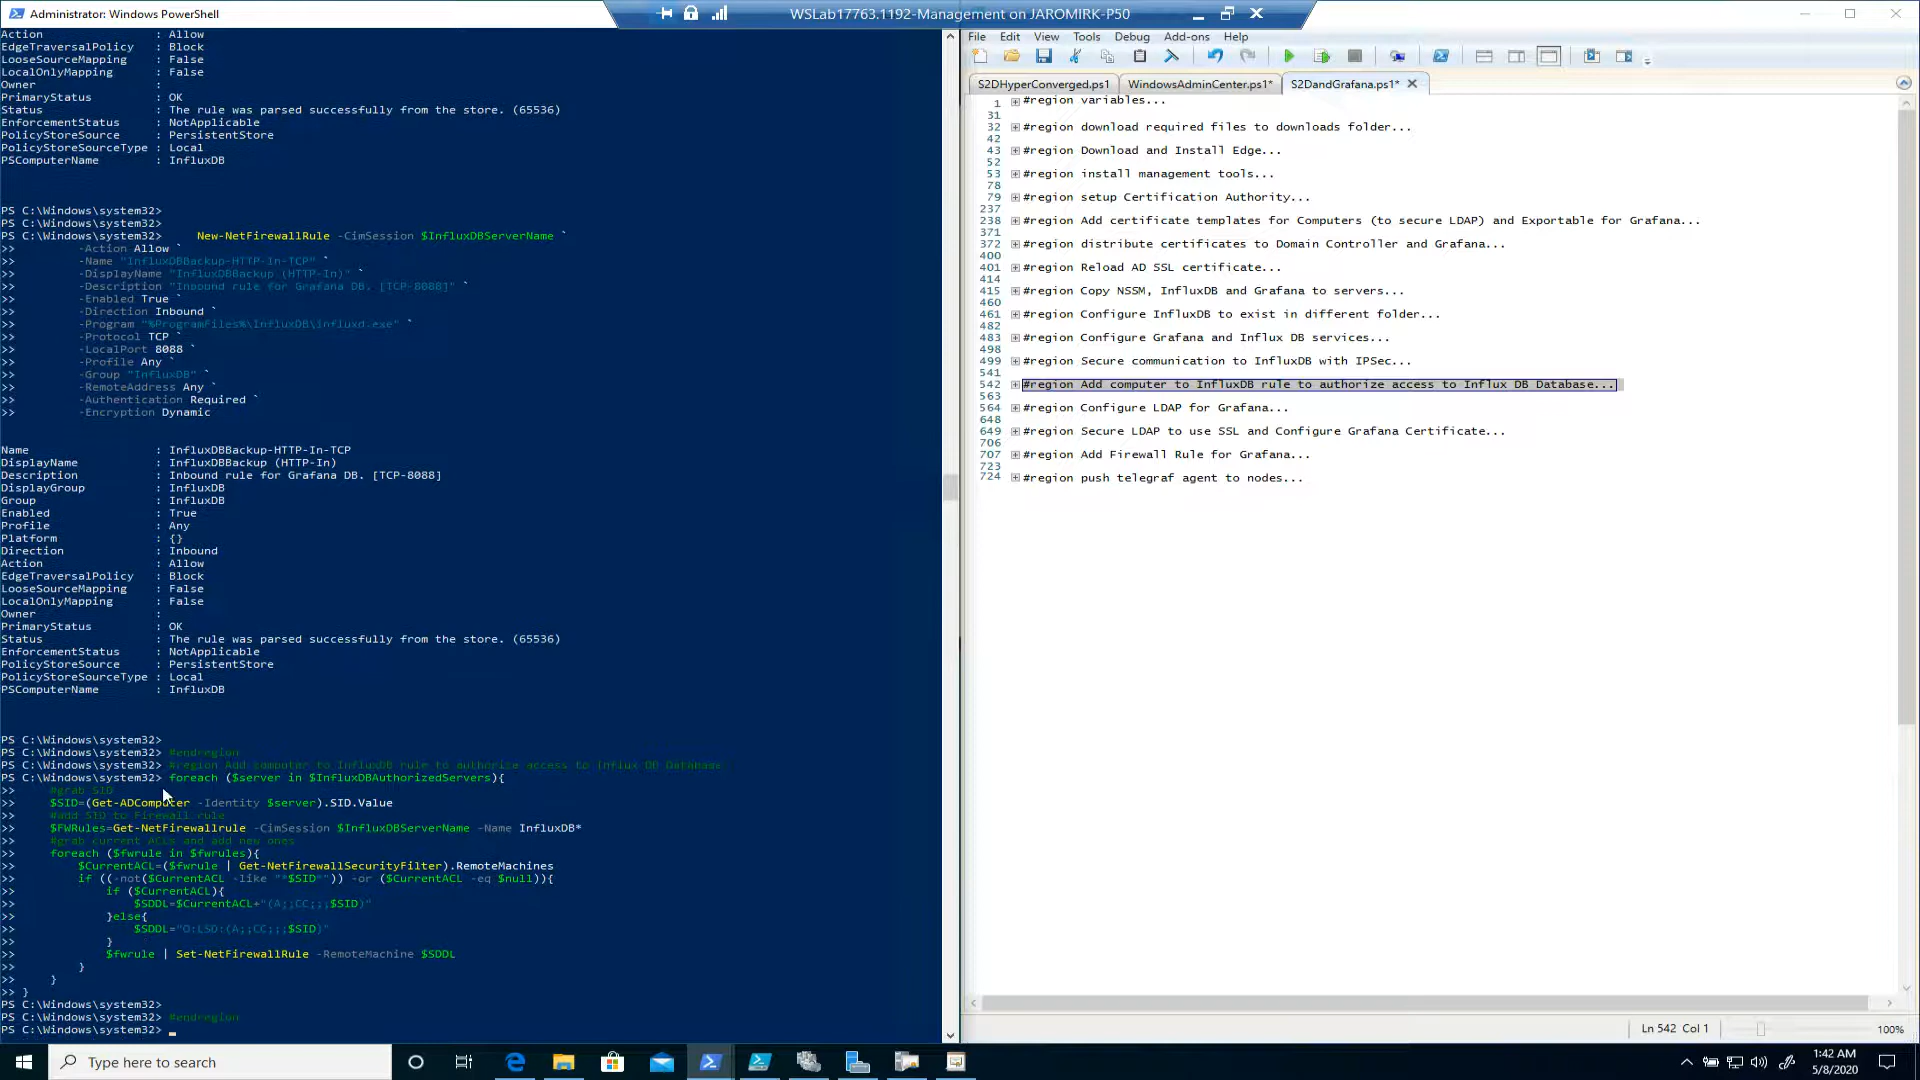 Administrator: Windows PowerShell
WSLab17763.1192-Management on JAROMIRK-P50
Action : Allow
EdgeTraversalPolicy : Block
LooseSourceMapping : False
LocalOnlyMapping : False
Owner :
PrimaryStatus : OK
Status : The rule was parsed successfully from the store. (65536)
EnforcementStatus : NotApplicable
PolicyStoreSource : PersistentStore
PolicyStoreSourceType : Local
PSComputerName : InfluxDB
PS C:\Windows\system32>
PS C:\Windows\system32>
PS C:\Windows\system32> New-NetFirewallRule -CimSession $InfluxDBServerName `
>> -Action Allow `
>> -Name "InfluxDBBackup-HTTP-In-TCP" `
>> -DisplayName "InfluxDBBackup (HTTP-In)" `
>> -Description "Inbound rule for Grafana DB. [TCP-8088]" `
>> -Enabled True `
>> -Direction Inbound `
>> -Program "%ProgramFiles%\InfluxDB\influxd.exe" `
>> -Protocol TCP `
>> -LocalPort 8088 `
>> -Profile Any `
>> -Group "InfluxDB" `
>> -RemoteAddress Any `
>> -Authentication Required `
>> -Encryption Dynamic
Name : InfluxDBBackup-HTTP-In-TCP
DisplayName : InfluxDBBackup (HTTP-In)
Description : Inbound rule for Grafana DB. [TCP-8088]
DisplayGroup : InfluxDB
Group : InfluxDB
Enabled : True
Profile : Any
Platform : {}
Direction : Inbound
Action : Allow
EdgeTraversalPolicy : Block
LooseSourceMapping : False
LocalOnlyMapping : False
Owner :
PrimaryStatus : OK
Status : The rule was parsed successfully from the store. (65536)
EnforcementStatus : NotApplicable
PolicyStoreSource : PersistentStore
PolicyStoreSourceType : Local
PSComputerName : InfluxDB
PS C:\Windows\system32>
PS C:\Windows\system32> #endregion
PS C:\Windows\system32> #region Add computer to InfluxDB rule to authorize access to Influx DB Database
PS C:\Windows\system32> foreach ($server in $InfluxDBAuthorizedServers){
>> #grab SID
>> $SID=(Get-ADComputer -Identity $server).SID.Value
>> #add SID to Firewall rule
>> $FWRules=Get-NetFirewallrule -CimSession $InfluxDBServerName -Name InfluxDB*
>> #grab current ACLs and add new ones
>> foreach ($fwrule in $fwrules){
>> $CurrentACL=($fwrule | Get-NetFirewallSecurityFilter).RemoteMachines
>> if ((-not($CurrentACL -like "*$SID*")) -or ($CurrentACL -eq $null)){
>> if ($CurrentACL){
>> $SDDL=$CurrentACL+"(A;;CC;;;$SID)"
>> }else{
>> $SDDL="O:LSD:(A;;CC;;;$SID)"
>> }
>> $fwrule | Set-NetFirewallRule -RemoteMachine $SDDL
>> }
>> }
>> }
PS C:\Windows\system32>
PS C:\Windows\system32> #endregion
PS C:\Windows\system32> _
File Edit View Tools Debug Add-ons Help
S2DHyperConverged.ps1 WindowsAdminCenter.ps1* S2DandGrafana.ps1*
1 #region variables...
31
32 #region download required files to downloads folder...
42
43 #region Download and Install Edge...
52
53 #region install management tools...
78
79 #region setup Certification Authority...
237
238 #region Add certificate templates for Computers (to secure LDAP) and Exportable for Grafana...
371
372 #region distribute certificates to Domain Controller and Grafana...
400
401 #region Reload AD SSL certificate...
414
415 #region Copy NSSM, InfluxDB and Grafana to servers...
460
461 #region Configure InfluxDB to exist in different folder...
482
483 #region Configure Grafana and Influx DB services...
498
499 #region Secure communication to InfluxDB with IPSec...
541
542 #region Add computer to InfluxDB rule to authorize access to Influx DB Database...
563
564 #region Configure LDAP for Grafana...
648
649 #region Secure LDAP to use SSL and Configure Grafana Certificate...
706
707 #region Add Firewall Rule for Grafana...
723
724 #region push telegraf agent to nodes...
Ln 542 Col 1 100%
Type here to search
1:42 AM
5/8/2020